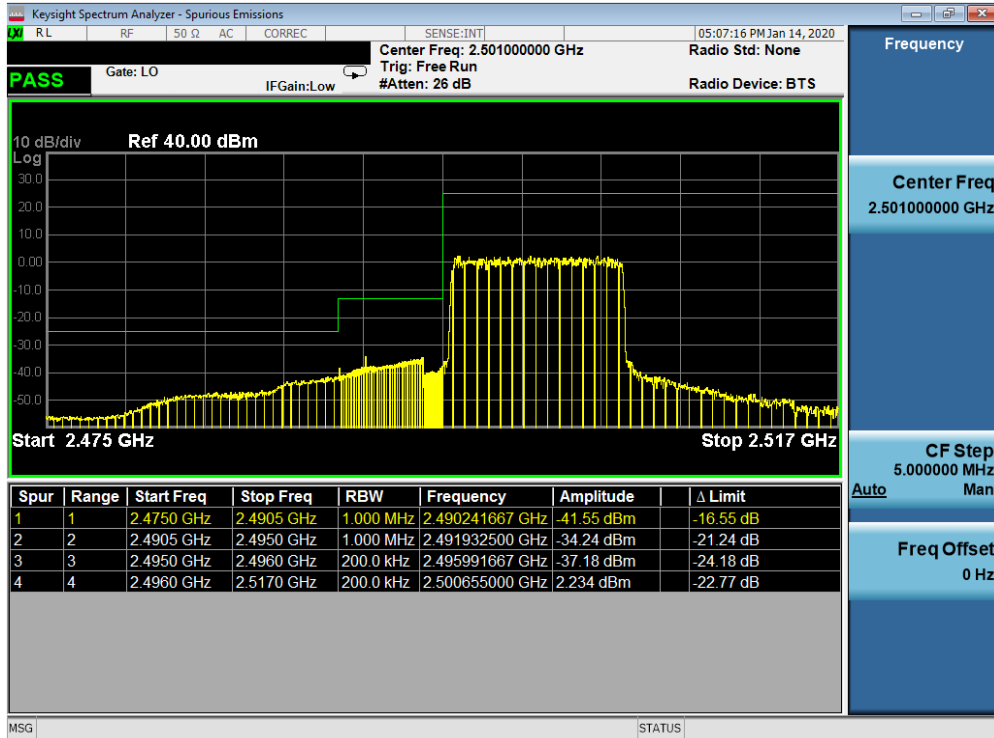 Keysight Spectrum Analyzer - Spurious Emissions
LXI RL RF 50 Ω AC CORREC SENSE:INT 05:07:16 PM Jan 14, 2020
Center Freq: 2.501000000 GHz Radio Std: None
PASS Gate: LO Trig: Free Run
IFGain:Low #Atten: 26 dB Radio Device: BTS
10 dB/div Ref 40.00 dBm
Log
30.0
20.0
10.0
0.00
-10.0
-20.0
-30.0
-40.0
-50.0
Start 2.475 GHz Stop 2.517 GHz
Spur Range Start Freq Stop Freq RBW Frequency Amplitude Δ Limit
1 1 2.4750 GHz 2.4905 GHz 1.000 MHz 2.490241667 GHz -41.55 dBm -16.55 dB
2 2 2.4905 GHz 2.4950 GHz 1.000 MHz 2.491932500 GHz -34.24 dBm -21.24 dB
3 3 2.4950 GHz 2.4960 GHz 200.0 kHz 2.495991667 GHz -37.18 dBm -24.18 dB
4 4 2.4960 GHz 2.5170 GHz 200.0 kHz 2.500655000 GHz 2.234 dBm -22.77 dB
MSG STATUS
Frequency
Center Freq
2.501000000 GHz
CF Step
5.000000 MHz
Auto Man
Freq Offset
0 Hz